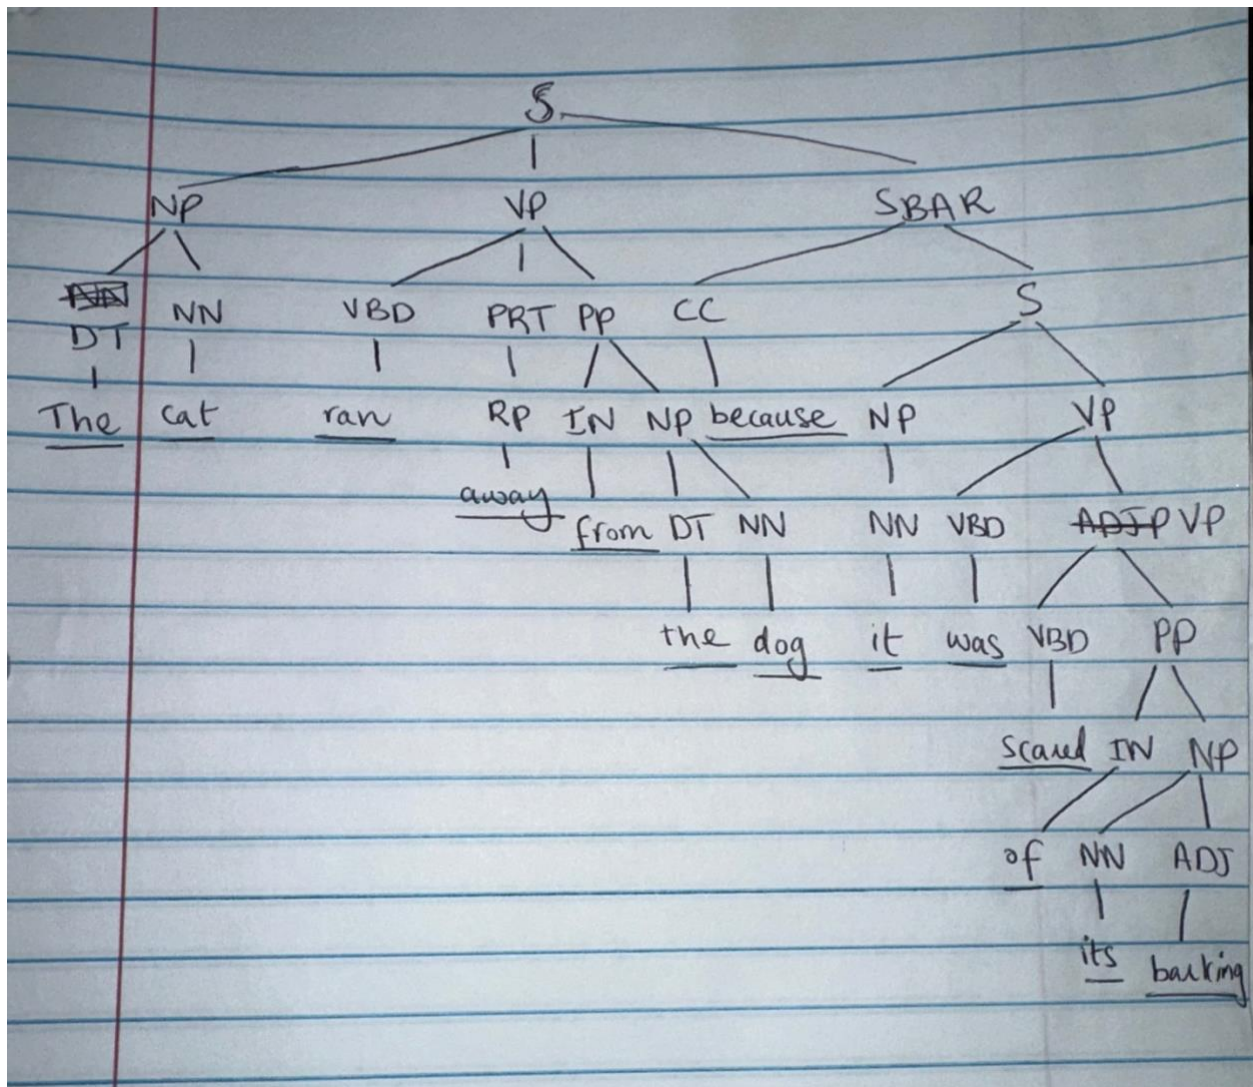 S
NP VP SBAR
NN
DT NN VBD PRT PP CC S
The cat ran RP IN NP because NP VP
away from DT NN NN VBD ADJP VP
the dog it was VBD PP
scared IN NP
of NN ADJ
its barking